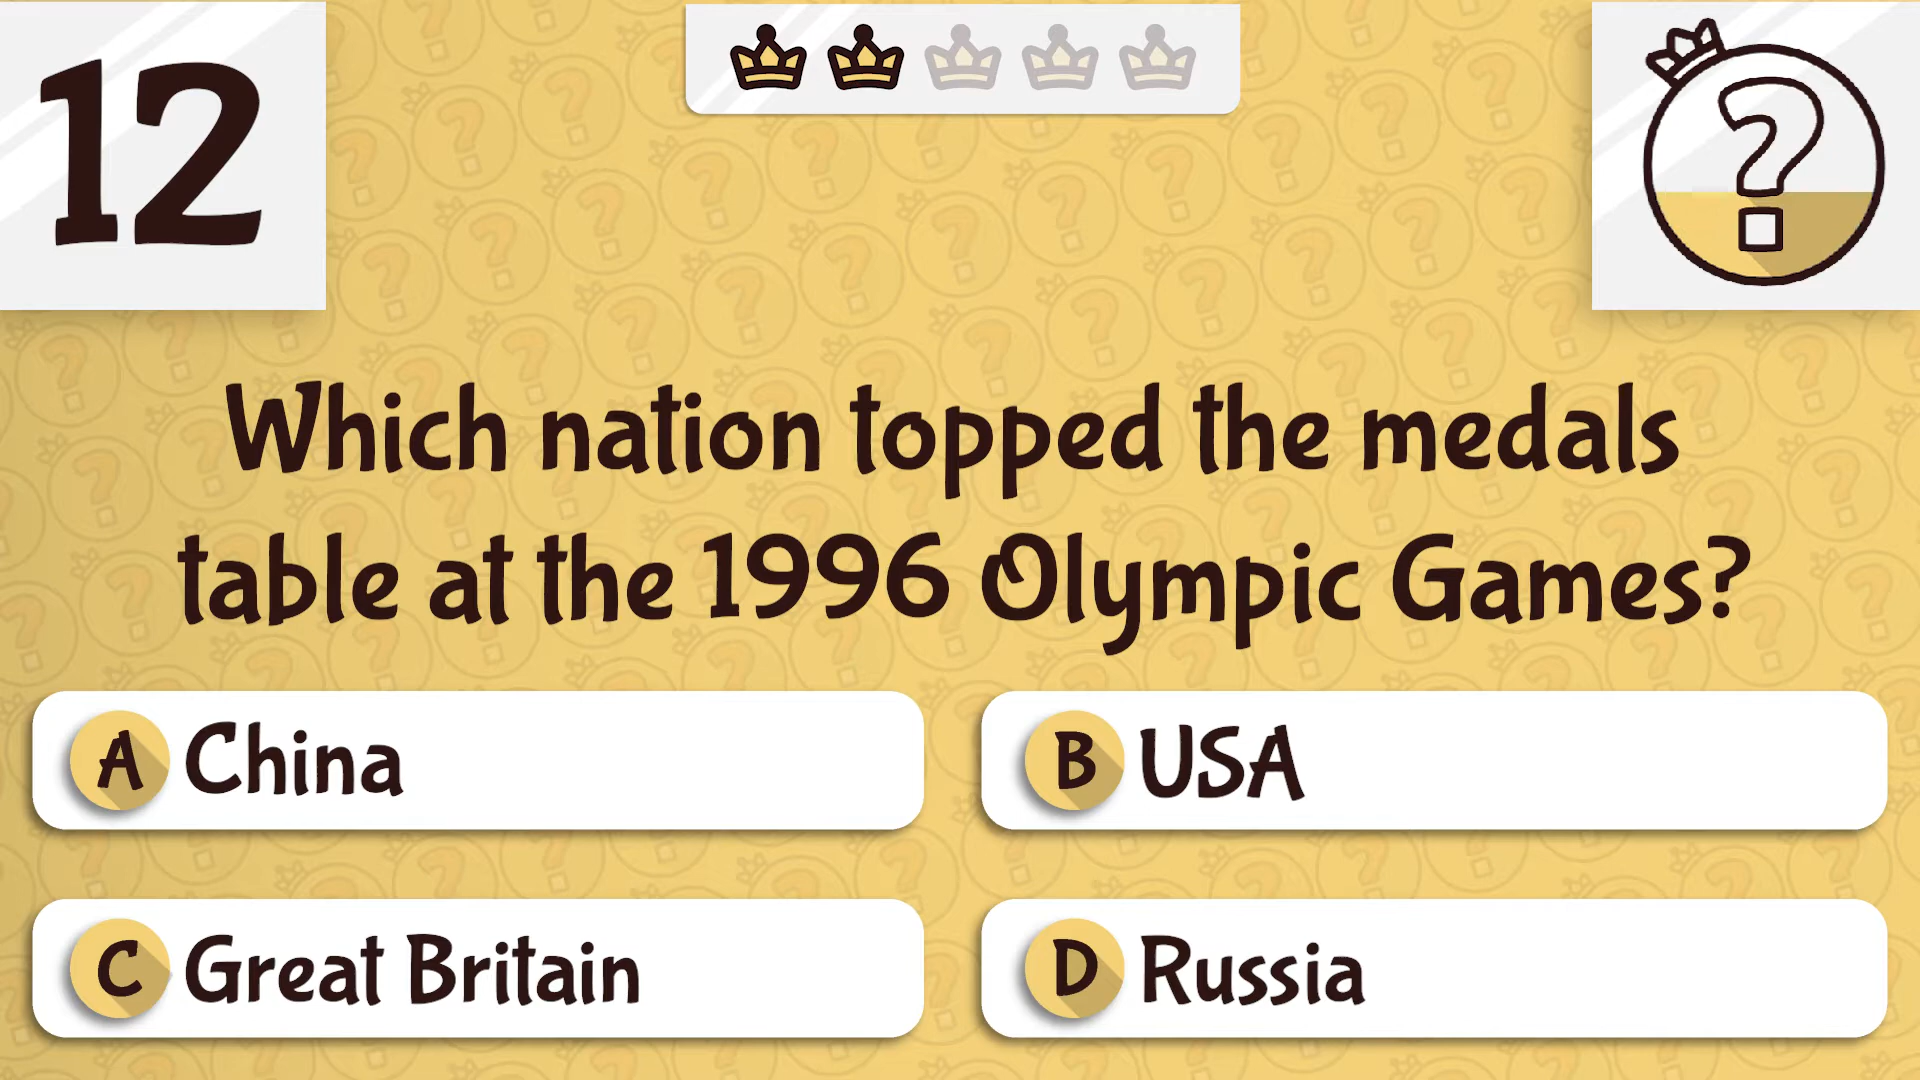 12
?
Which nation topped the medals
table at the 1996 Olympic Games?
A China
B USA
C Great Britain
D Russia